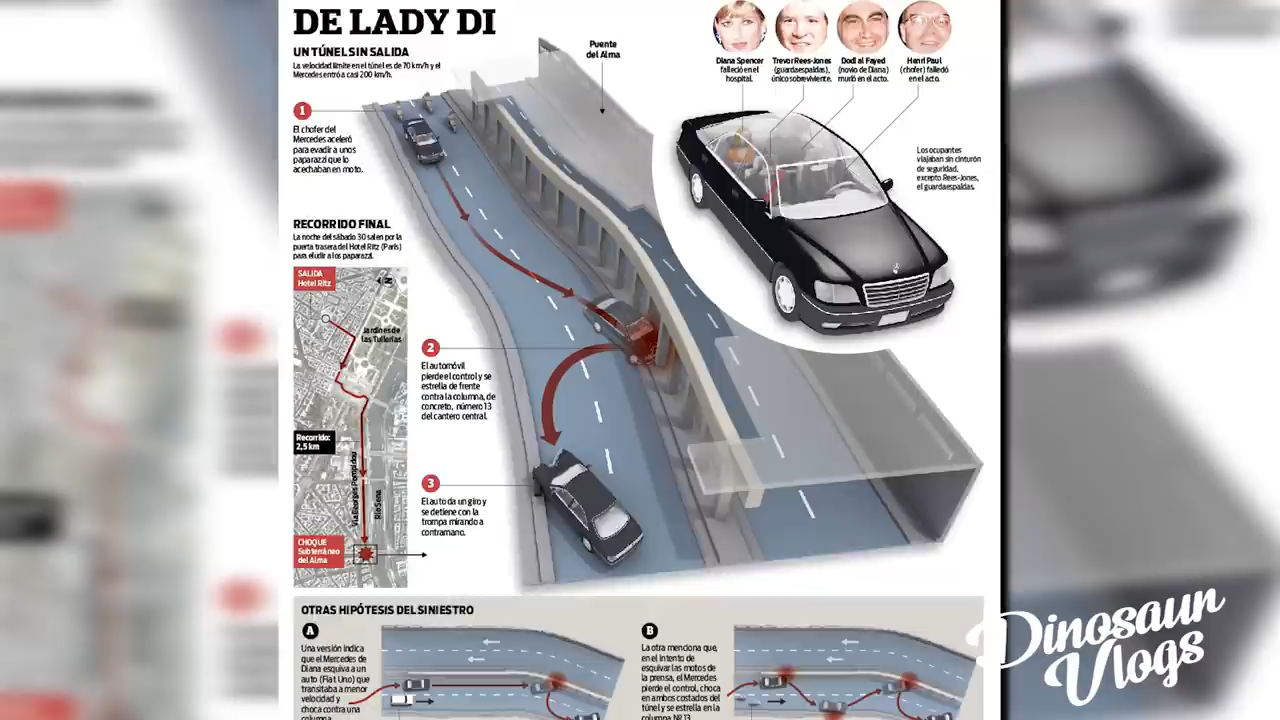 DE LADY DI
UN TÚNEL SIN SALIDA
La velocidad límite en el túnel es de 70 km/h y el
Mercedes entró a casi 200 km/h.
Puente
del Alma
Diana Spencer
falleció en el
hospital.
Trevor Rees-Jones
(guardaespaldas),
único sobreviviente.
Dodi al Fayed
(novio de Diana)
murió en el acto.
Henri Paul
(chofer) falleció
en el acto.
1
El chofer del
Mercedes aceleró
para evadir a unos
paparazzi que lo
acechaban en moto.
Los ocupantes
viajaban sin cinturón
de seguridad,
excepto Rees-Jones,
el guardaespaldas.
RECORRIDO FINAL
La noche del sábado 30 salen por la
puerta trasera del Hotel Ritz (París)
para eludir a los paparazzi.
SALIDA
Hotel Ritz
N
Jardines de
las Tullerías
Recorrido:
2,5 km
Vía Georges Pompidou
Río Sena
CHOQUE
Subterráneo
del Alma
2
El automóvil
pierde el control y se
estrella de frente
contra la columna, de
concreto, número 13
del cantero central.
3
El auto da un giro y
se detiene con la
trompa mirando a
contramano.
OTRAS HIPÓTESIS DEL SINIESTRO
A
Una versión indica
que el Mercedes de
Diana esquiva a un
auto (Fiat Uno) que
transitaba a menor
velocidad y
choca contra una
columna
B
La otra menciona que,
en el intento de
esquivar las motos de
la prensa, el Mercedes
pierde el control, choca
en ambos costados del
túnel y se estrella en la
columna Nº 13
Dinosaur
Vlogs